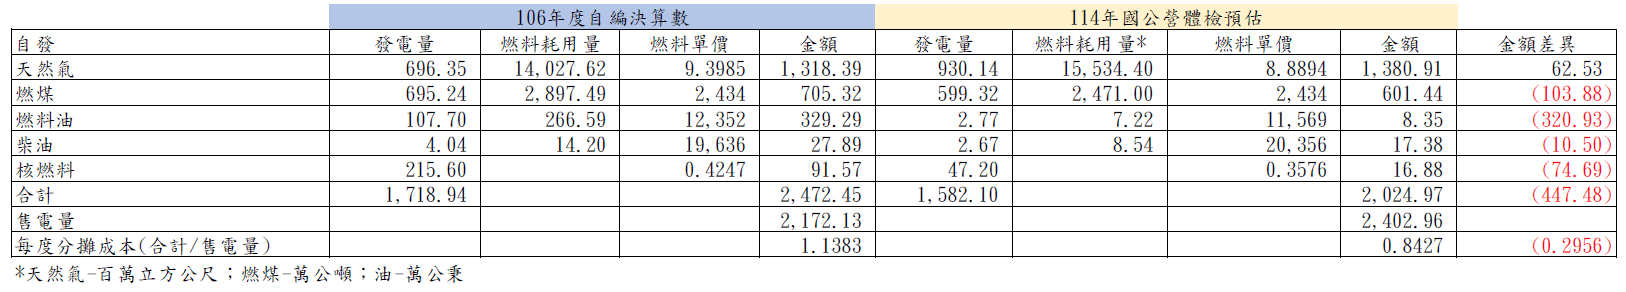 106年度自編決算數 114年國公營體檢預估
自發 發電量 燃料耗用量 燃料單價 金額 發電量 燃料耗用量* 燃料單價 金額 金額差異
天然氣 696.35 14,027.62 9.3985 1,318.39 930.14 15,534.40 8.8894 1,380.91 62.53
燃煤 695.24 2,897.49 2,434 705.32 599.32 2,471.00 2,434 601.44 (103.88)
燃料油 107.70 266.59 12,352 329.29 2.77 7.22 11,569 8.35 (320.93)
柴油 4.04 14.20 19,636 27.89 2.67 8.54 20,356 17.38 (10.50)
核燃料 215.60 0.4247 91.57 47.20 0.3576 16.88 (74.69)
合計 1,718.94 2,472.45 1,582.10 2,024.97 (447.48)
售電量 2,172.13 2,402.96
每度分攤成本(合計/售電量) 1.1383 0.8427 (0.2956)
*天然氣-百萬立方公尺；燃煤-萬公噸；油-萬公秉